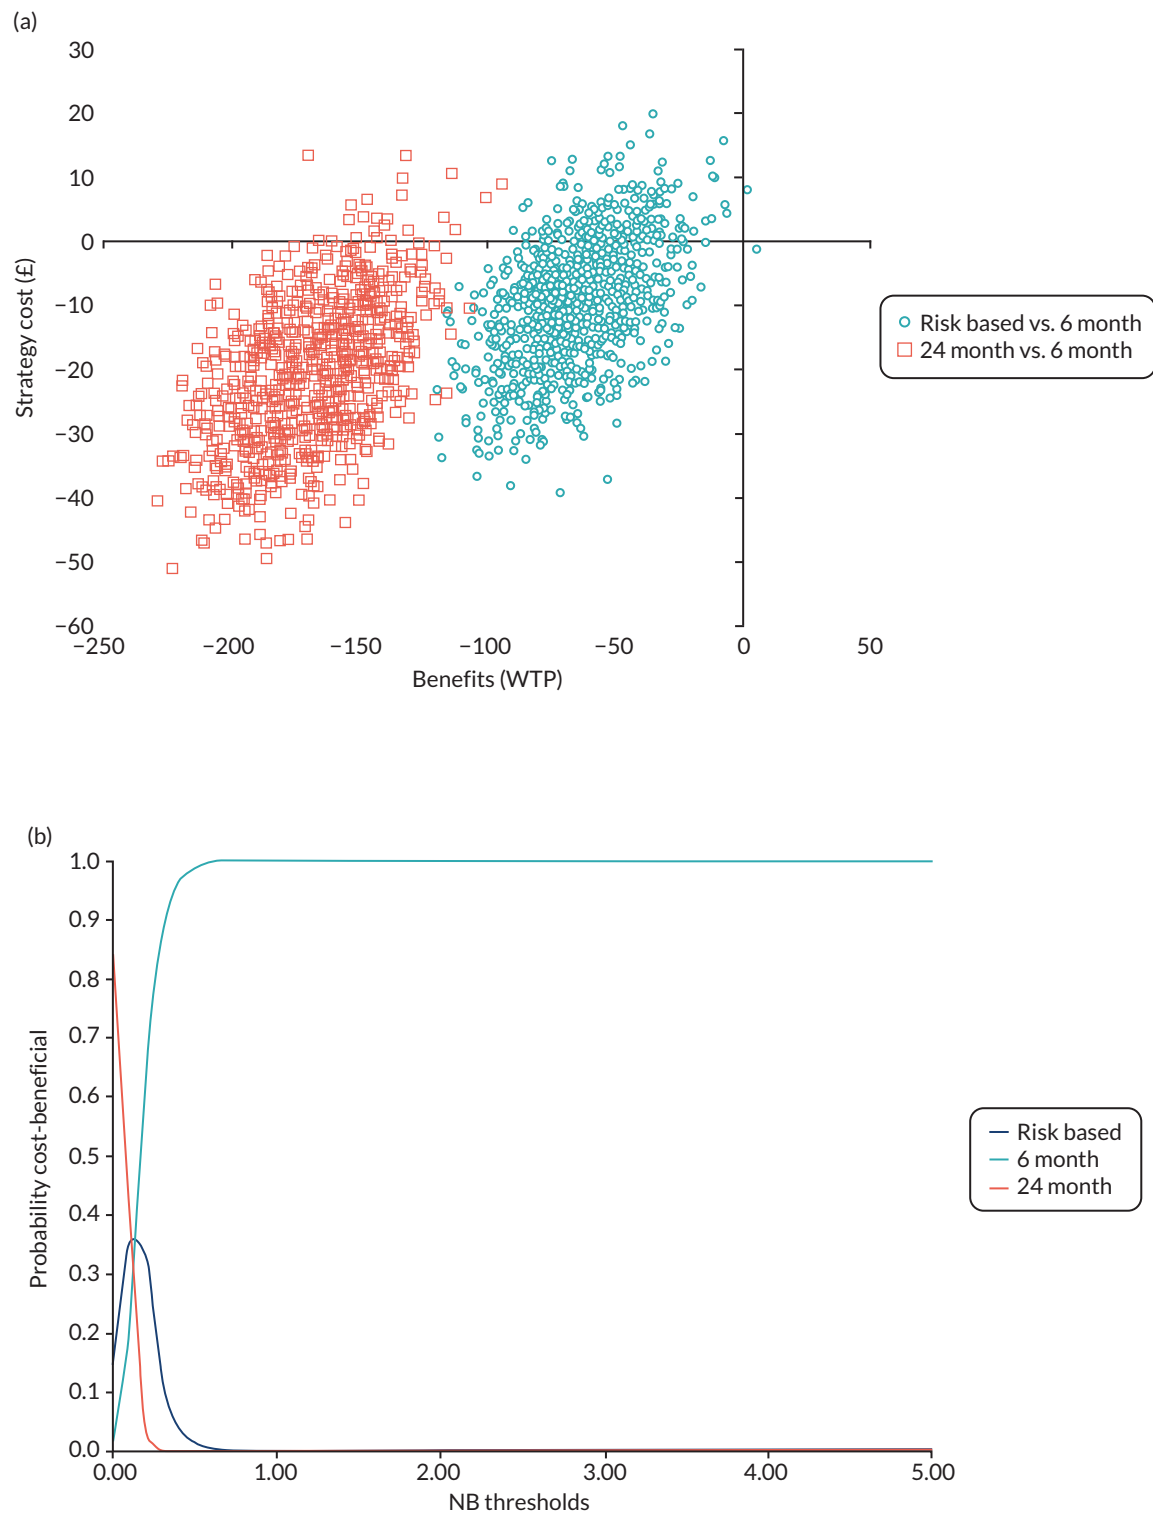 (a)
30
20
10
0
−10
−20
−30
−40
−50
−60
Strategy cost (£)
−250 −200 −150 −100 −50 0 50
Benefits (WTP)
Risk based vs. 6 month
24 month vs. 6 month
(b)
1.0
0.9
0.8
0.7
0.6
0.5
0.4
0.3
0.2
0.1
0.0
Probability cost-beneficial
0.00 1.00 2.00 3.00 4.00 5.00
NB thresholds
Risk based
6 month
24 month